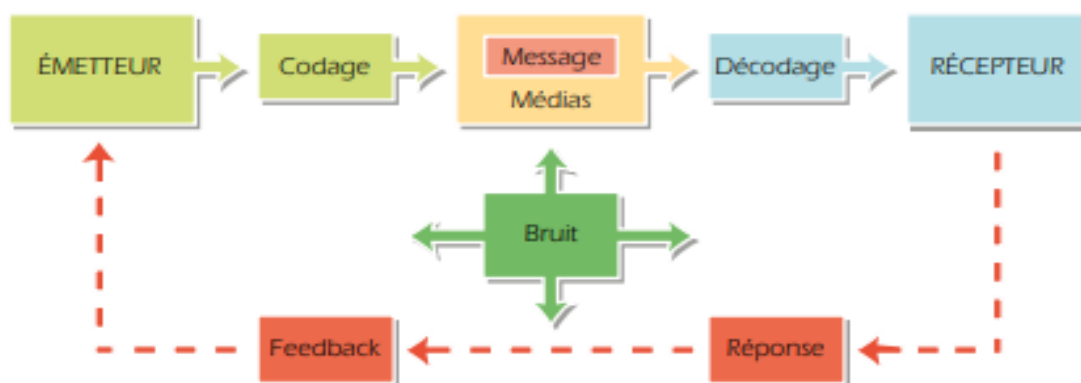 ÉMETTEUR
Codage
Message
Médias
Décodage
RÉCEPTEUR
Bruit
Feedback
Réponse